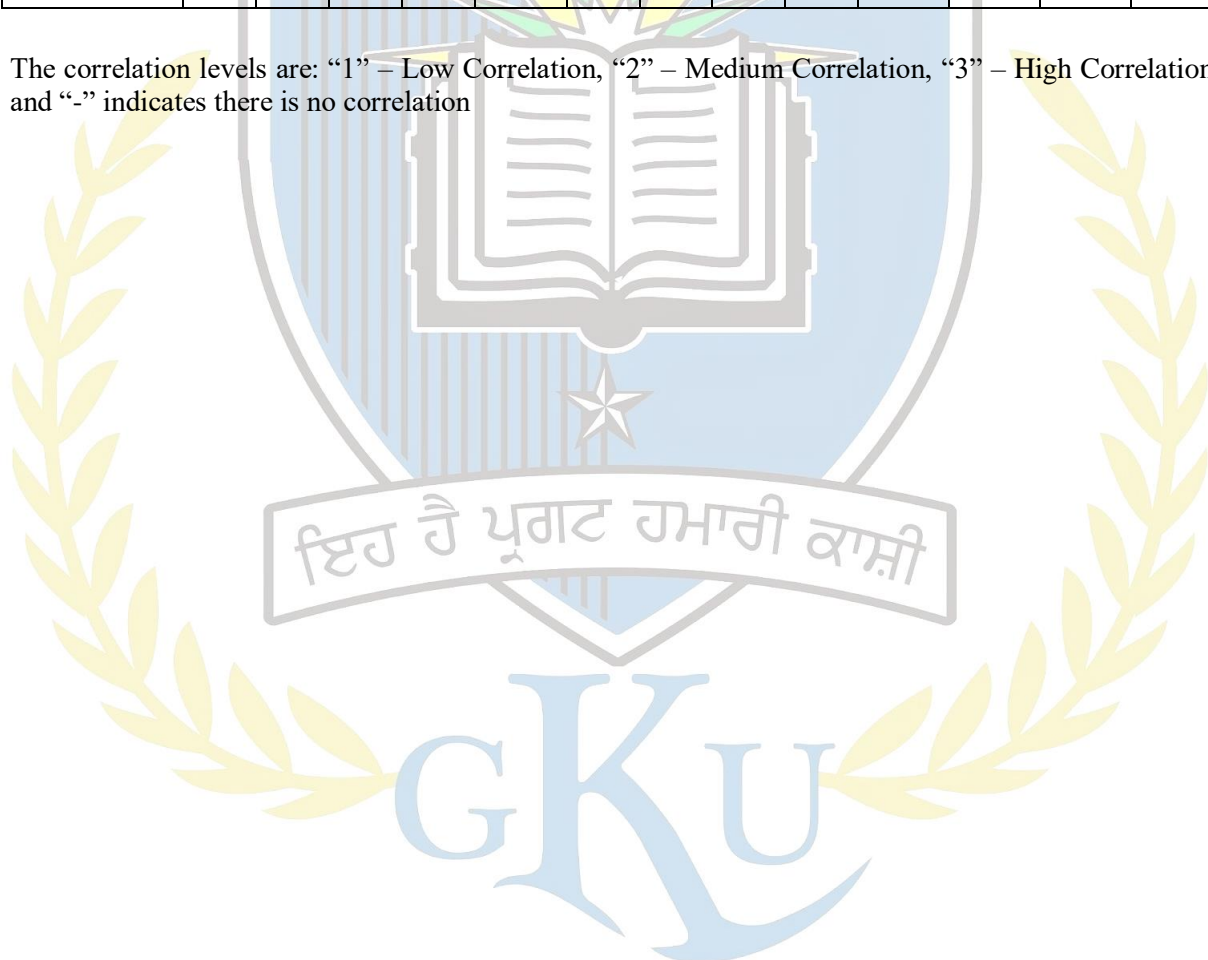 The correlation levels are: “1” – Low Correlation, “2” – Medium Correlation, “3” – High Correlation
and “-” indicates there is no correlation
ਇਹ ਹੈ ਪ੍ਰਗਟ ਹਮਾਰੀ ਕਾਸ਼ੀ
GKU